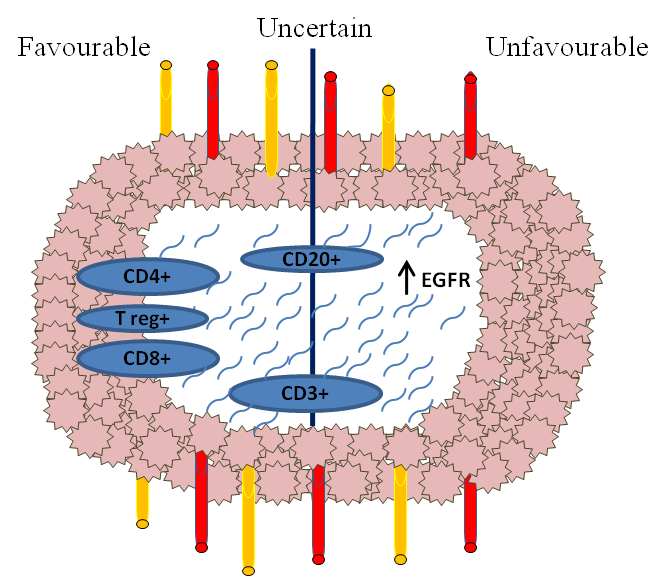 Favourable
Uncertain
Unfavourable
CD4+
CD20+
EGFR
T reg+
CD8+
CD3+